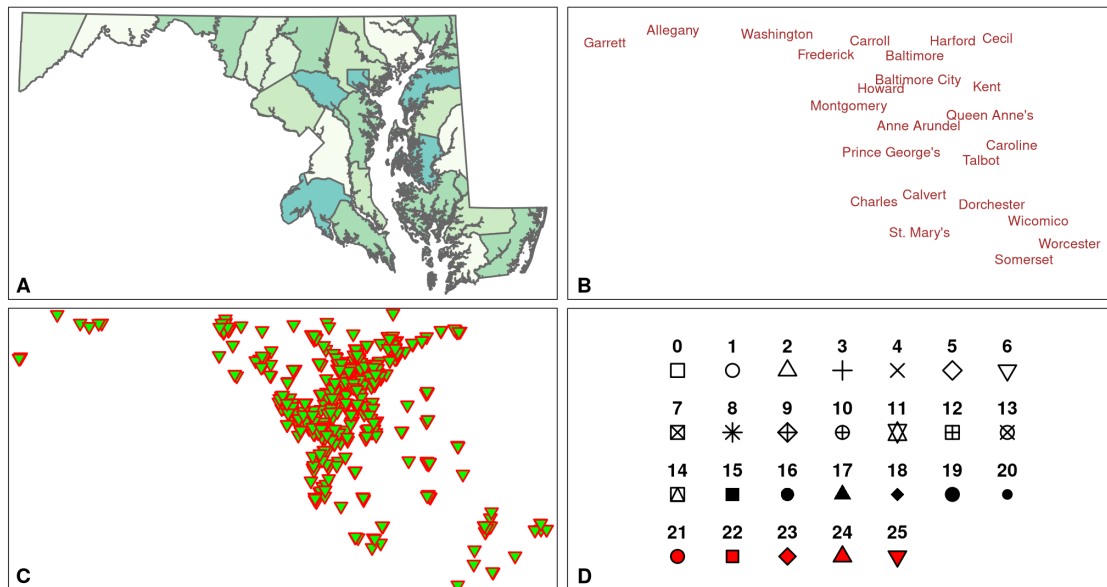 A
Garrett
Allegany
Washington
Frederick
Carroll
Baltimore
Harford
Cecil
Baltimore City
Howard
Kent
Montgomery
Anne Arundel
Queen Anne's
Prince George's
Caroline
Talbot
Charles
Calvert
Dorchester
Wicomico
St. Mary's
Worcester
Somerset
B
C
0 1 2 3 4 5 6
7 8 9 10 11 12 13
14 15 16 17 18 19 20
21 22 23 24 25
D